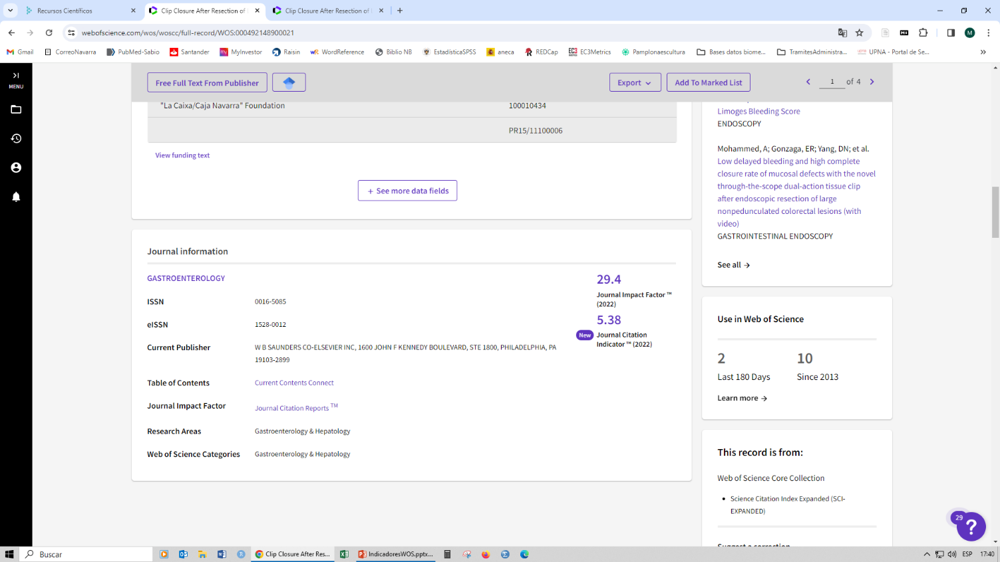 Recursos Científicos
Clip Closure After Resection of
Clip Closure After Resection of
webofscience.com/wos/woscc/full-record/WOS:000492148900021
M
Gmail
CorreoNavarra
PubMed-Sabio
Santander
my
MyInvestor
Raisin
WordReference
Biblio NB
EstadísticaSPSS
aneca
REDCap
EC3
EC3Metrics
Pamplonaescultura
Bases datos biome...
TramitesAdministra...
UPNA - Portal de Se...
MENU
Free Full Text From Publisher
Export
Add To Marked List
1 of 4
"La Caixa/Caja Navarra" Foundation
100010434
PR15/11100006
View funding text
+ See more data fields
Journal information
GASTROENTEROLOGY
ISSN
0016-5085
eISSN
1528-0012
Current Publisher
W B SAUNDERS CO-ELSEVIER INC, 1600 JOHN F KENNEDY BOULEVARD, STE 1800, PHILADELPHIA, PA
19103-2899
Table of Contents
Current Contents Connect
Journal Impact Factor
Journal Citation Reports TM
Research Areas
Gastroenterology & Hepatology
Web of Science Categories
Gastroenterology & Hepatology
29.4
Journal Impact Factor ™
(2022)
5.38
New
Journal Citation
Indicator ™ (2022)
Limoges Bleeding Score
ENDOSCOPY
Mohammed, A; Gonzaga, ER; Yang, DN; et al.
Low delayed bleeding and high complete
closure rate of mucosal defects with the novel
through-the-scope dual-action tissue clip
after endoscopic resection of large
nonpedunculated colorectal lesions (with
video)
GASTROINTESTINAL ENDOSCOPY
See all →
Use in Web of Science
2
10
Last 180 Days
Since 2013
Learn more →
This record is from:
Web of Science Core Collection
• Science Citation Index Expanded (SCI-
EXPANDED)
Suggest a correction
29
?
Buscar
Clip Closure After Res...
IndicadoresWOS.pptx...
ESP
17:40